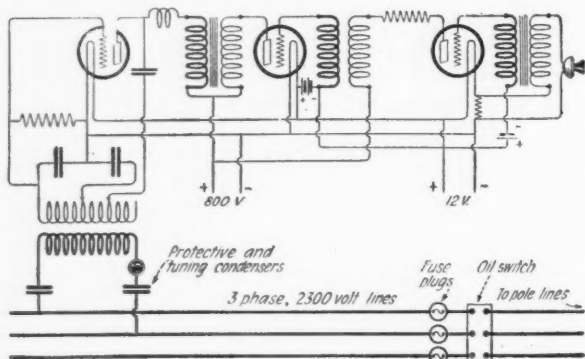 + -
+ -
+ -
800 V
+ -
12 V.
Protective and
tuning condensers
3 phase, 2300 volt lines
Fuse
plugs
Oil switch
To pole lines